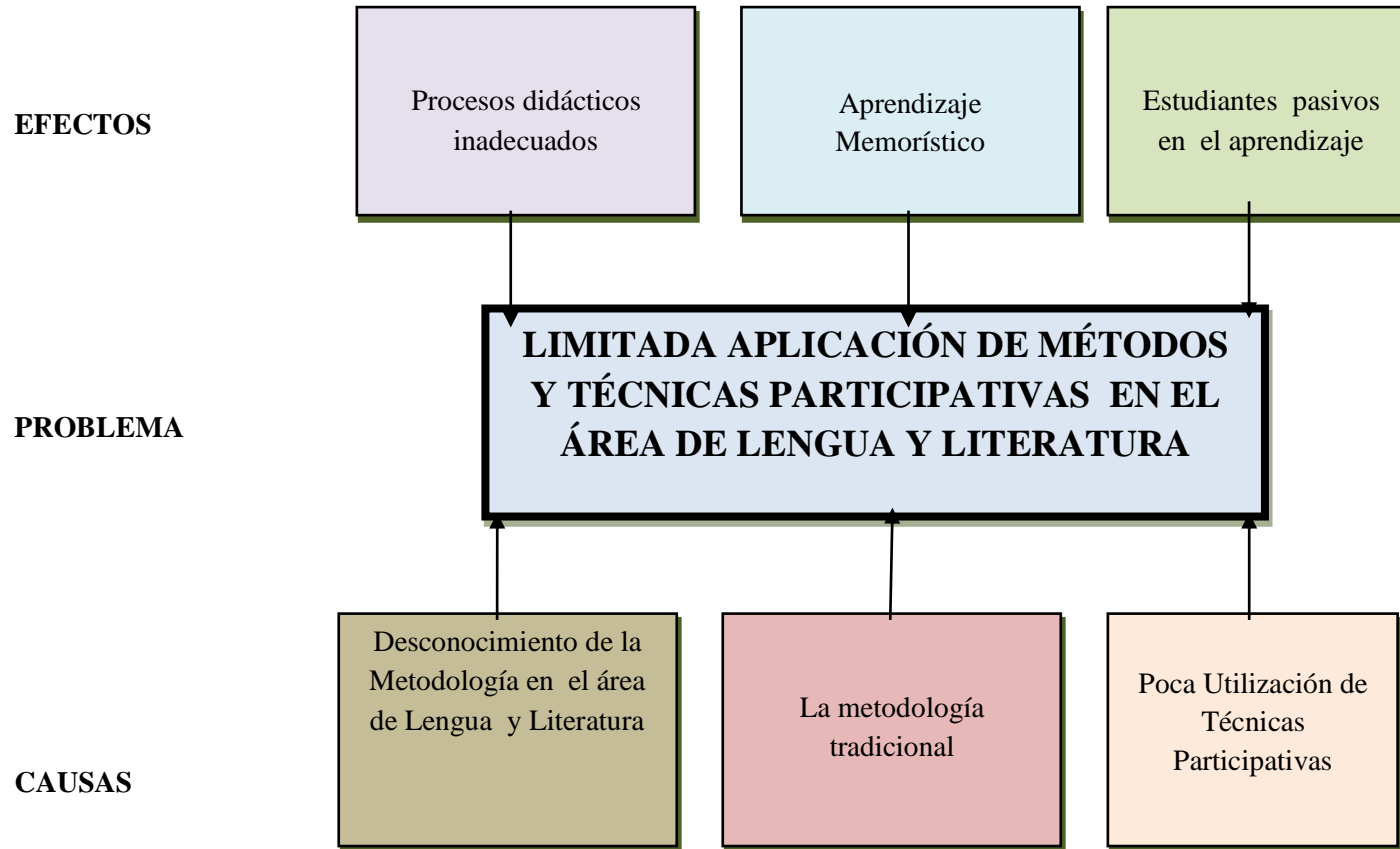 EFECTOS
Procesos didácticos
inadecuados
Aprendizaje
Memorístico
Estudiantes pasivos
en el aprendizaje
PROBLEMA
LIMITADA APLICACIÓN DE MÉTODOS
Y TÉCNICAS PARTICIPATIVAS EN EL
ÁREA DE LENGUA Y LITERATURA
CAUSAS
Desconocimiento de la
Metodología en el área
de Lengua y Literatura
La metodología
tradicional
Poca Utilización de
Técnicas
Participativas